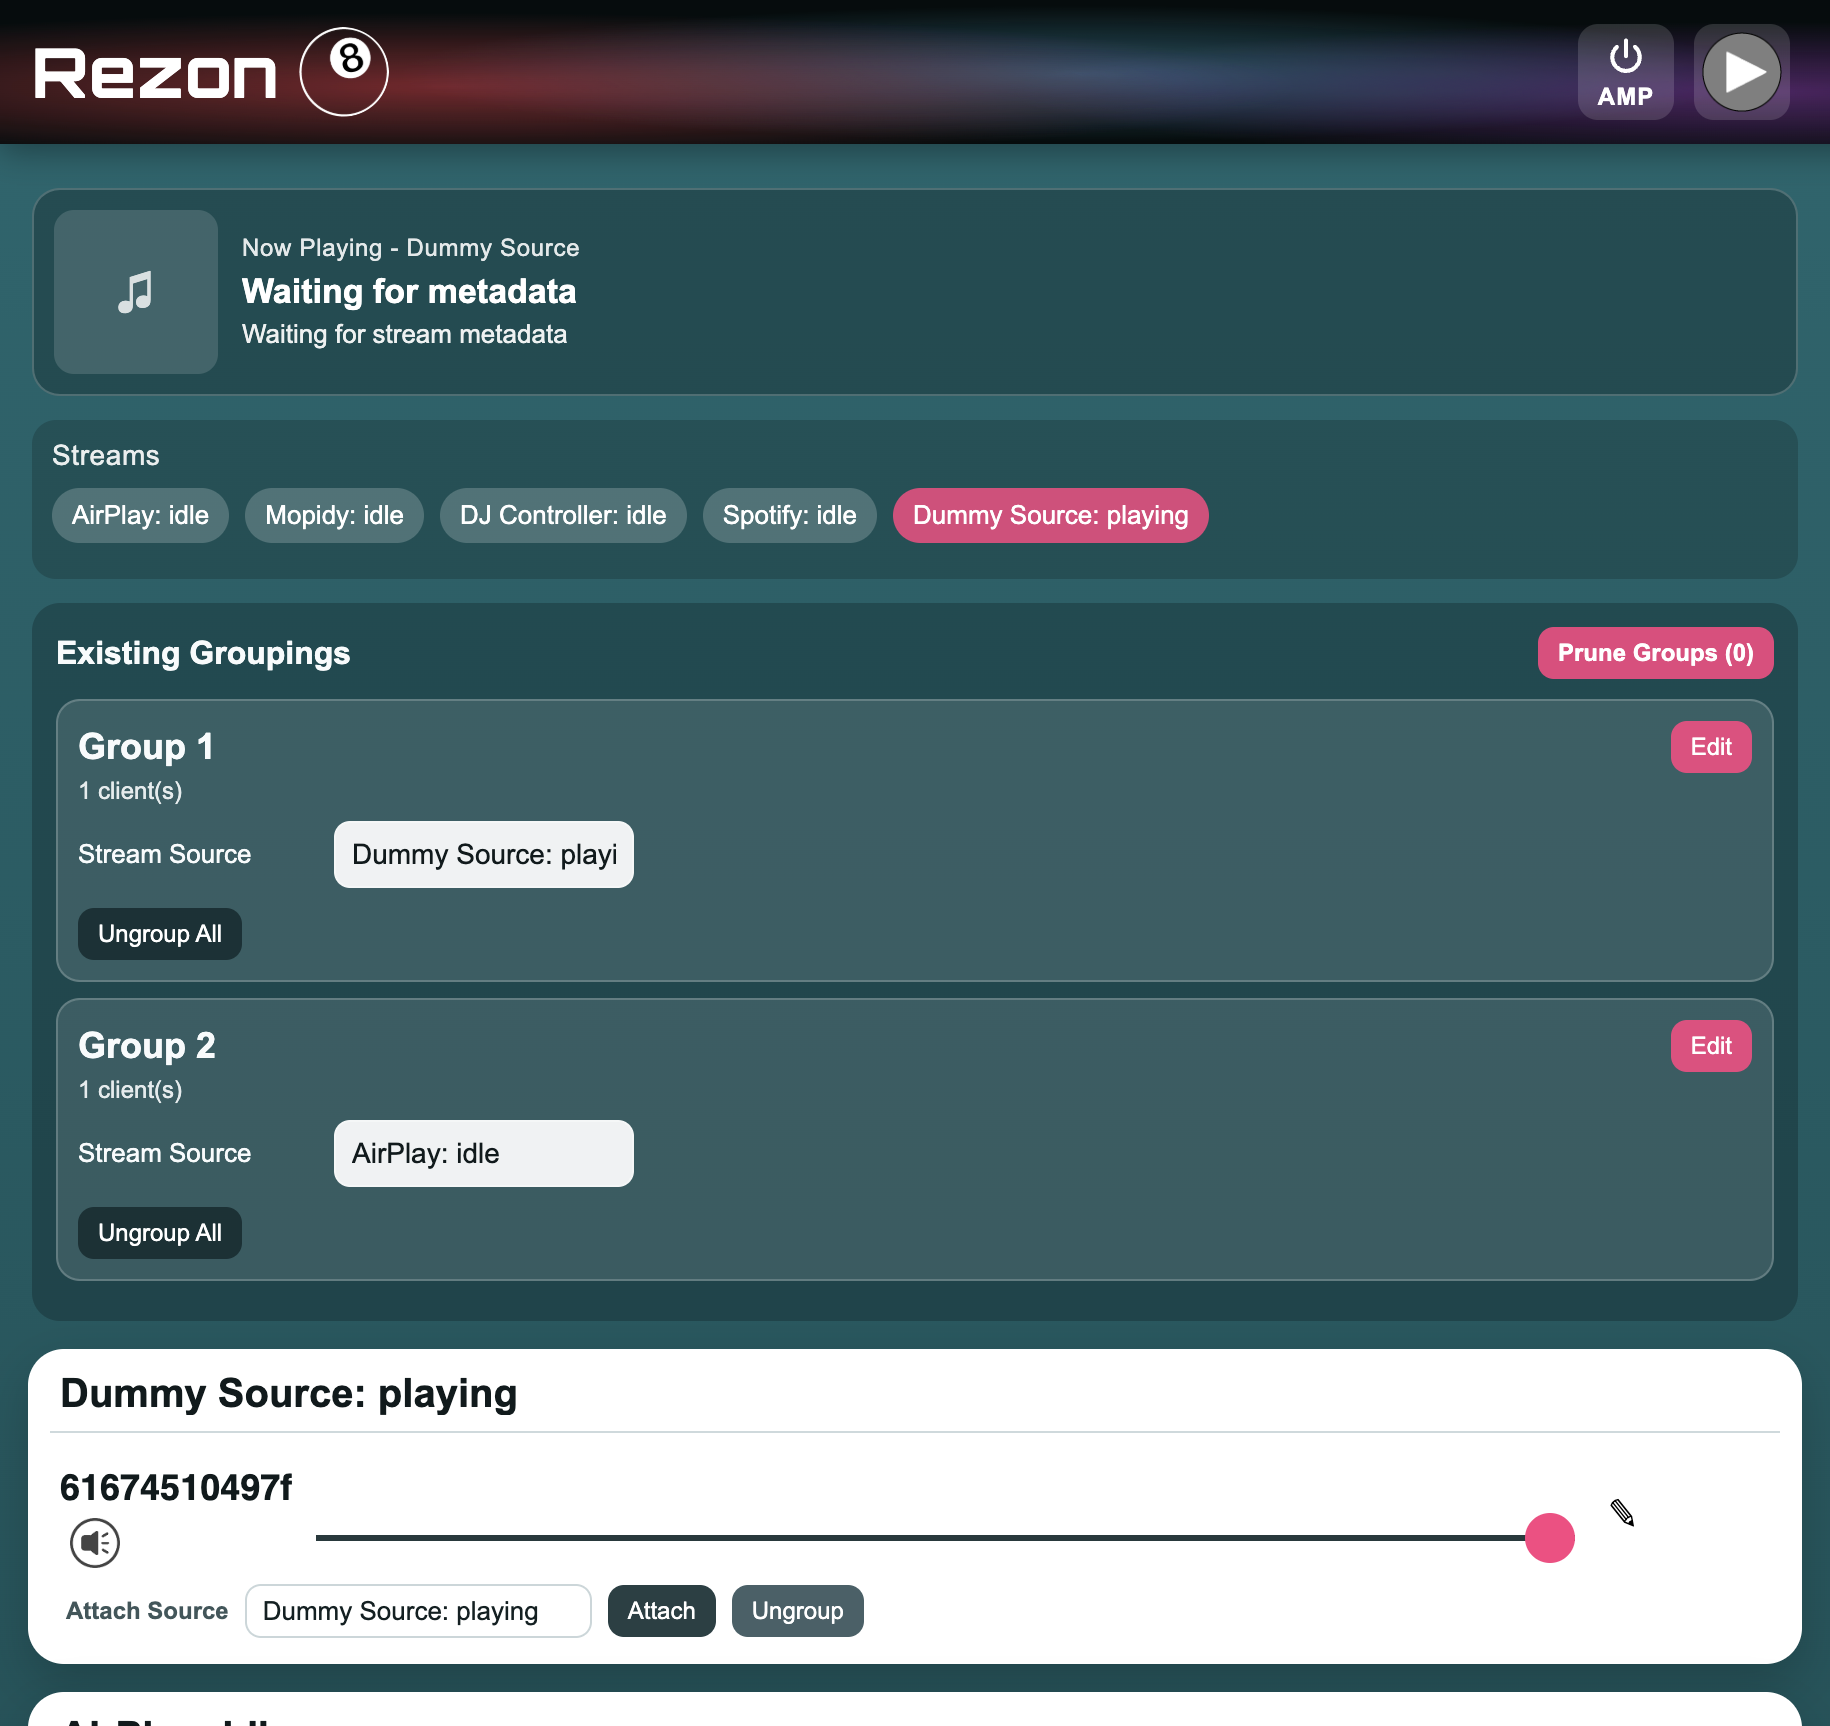 Rezon 8
AMP
Now Playing - Dummy Source
Waiting for metadata
Waiting for stream metadata
Streams
AirPlay: idle Mopidy: idle DJ Controller: idle Spotify: idle Dummy Source: playing
Existing Groupings Prune Groups (0)
Group 1 Edit
1 client(s)
Stream Source Dummy Source: playi
Ungroup All
Group 2 Edit
1 client(s)
Stream Source AirPlay: idle
Ungroup All
Dummy Source: playing
61674510497f
Attach Source Dummy Source: playing Attach Ungroup